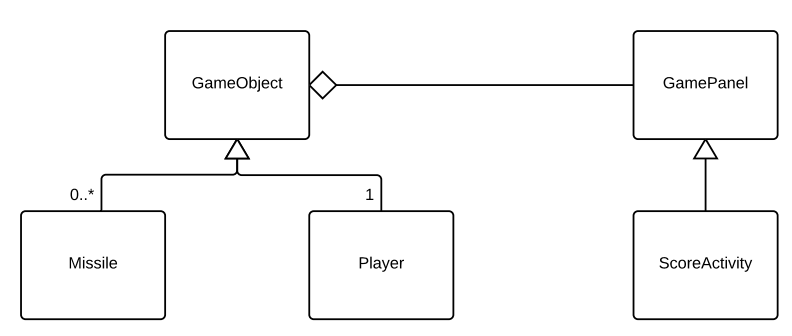 GameObject
GamePanel
0..*
1
Missile
Player
ScoreActivity